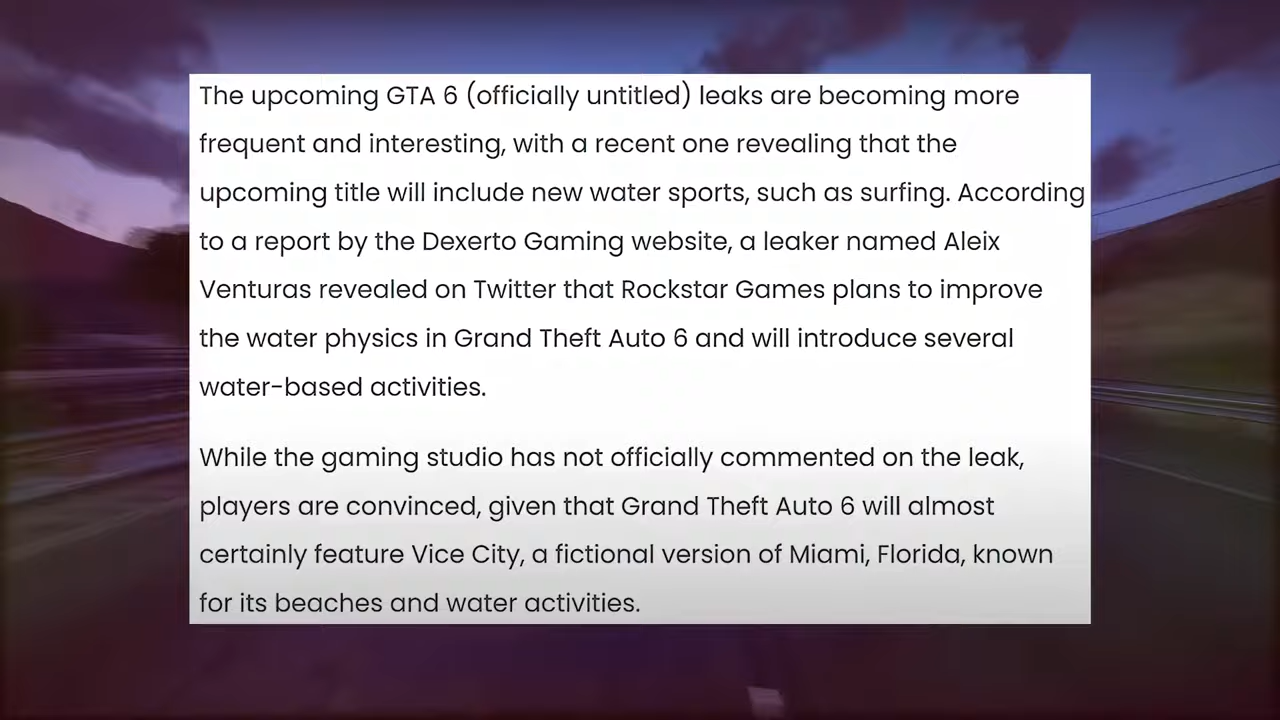 The upcoming GTA 6 (officially untitled) leaks are becoming more
frequent and interesting, with a recent one revealing that the
upcoming title will include new water sports, such as surfing. According
to a report by the Dexerto Gaming website, a leaker named Aleix
Venturas revealed on Twitter that Rockstar Games plans to improve
the water physics in Grand Theft Auto 6 and will introduce several
water-based activities.
While the gaming studio has not officially commented on the leak,
players are convinced, given that Grand Theft Auto 6 will almost
certainly feature Vice City, a fictional version of Miami, Florida, known
for its beaches and water activities.